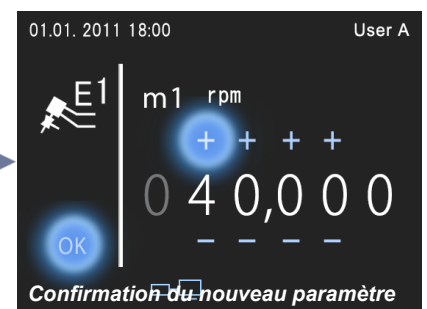 01.01. 2011 18:00 User A
E1
m1 rpm
+ + + +
0 4 0,0 0 0
− − − −
OK
Confirmation du nouveau paramètre